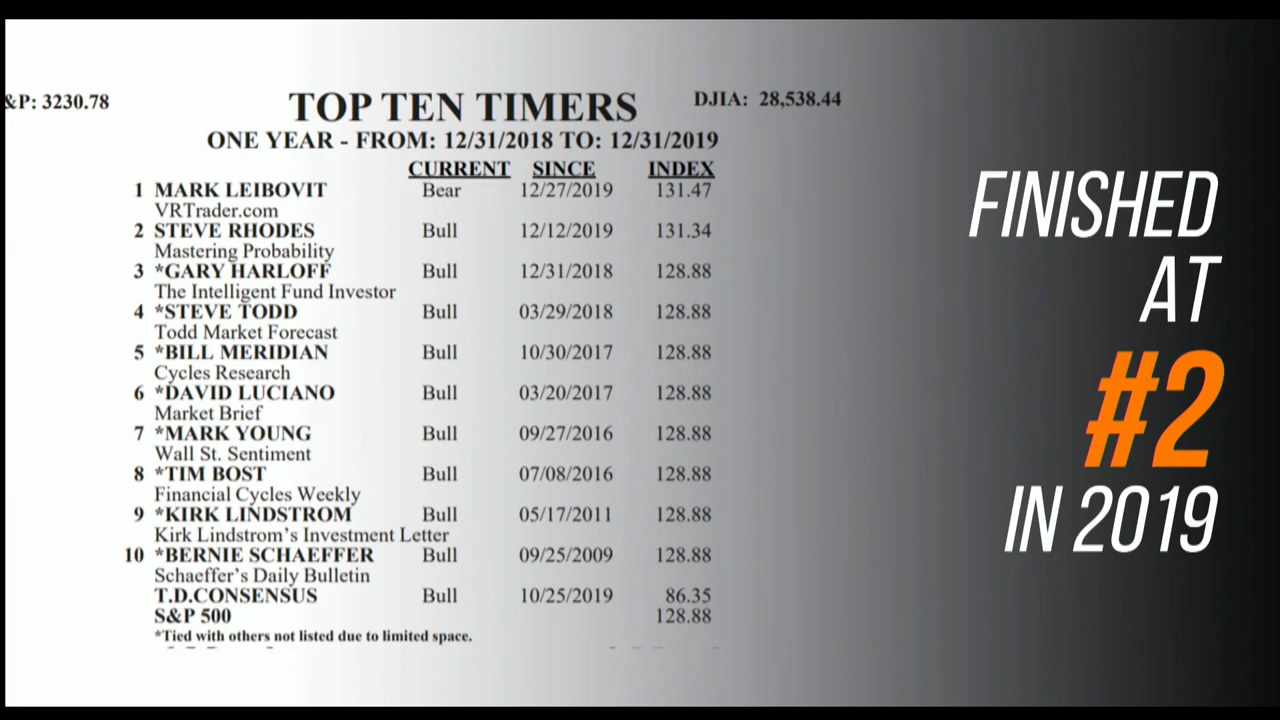 &P: 3230.78
TOP TEN TIMERS
DJIA: 28,538.44
ONE YEAR - FROM: 12/31/2018 TO: 12/31/2019
CURRENT SINCE INDEX
1 MARK LEIBOVIT Bear 12/27/2019 131.47
VRTrader.com
2 STEVE RHODES Bull 12/12/2019 131.34
Mastering Probability
3 *GARY HARLOFF Bull 12/31/2018 128.88
The Intelligent Fund Investor
4 *STEVE TODD Bull 03/29/2018 128.88
Todd Market Forecast
5 *BILL MERIDIAN Bull 10/30/2017 128.88
Cycles Research
6 *DAVID LUCIANO Bull 03/20/2017 128.88
Market Brief
7 *MARK YOUNG Bull 09/27/2016 128.88
Wall St. Sentiment
8 *TIM BOST Bull 07/08/2016 128.88
Financial Cycles Weekly
9 *KIRK LINDSTROM Bull 05/17/2011 128.88
Kirk Lindstrom's Investment Letter
10 *BERNIE SCHAEFFER Bull 09/25/2009 128.88
Schaeffer's Daily Bulletin
T.D.CONSENSUS Bull 10/25/2019 86.35
S&P 500 128.88
*Tied with others not listed due to limited space.
FINISHED
AT
#2
IN 2019